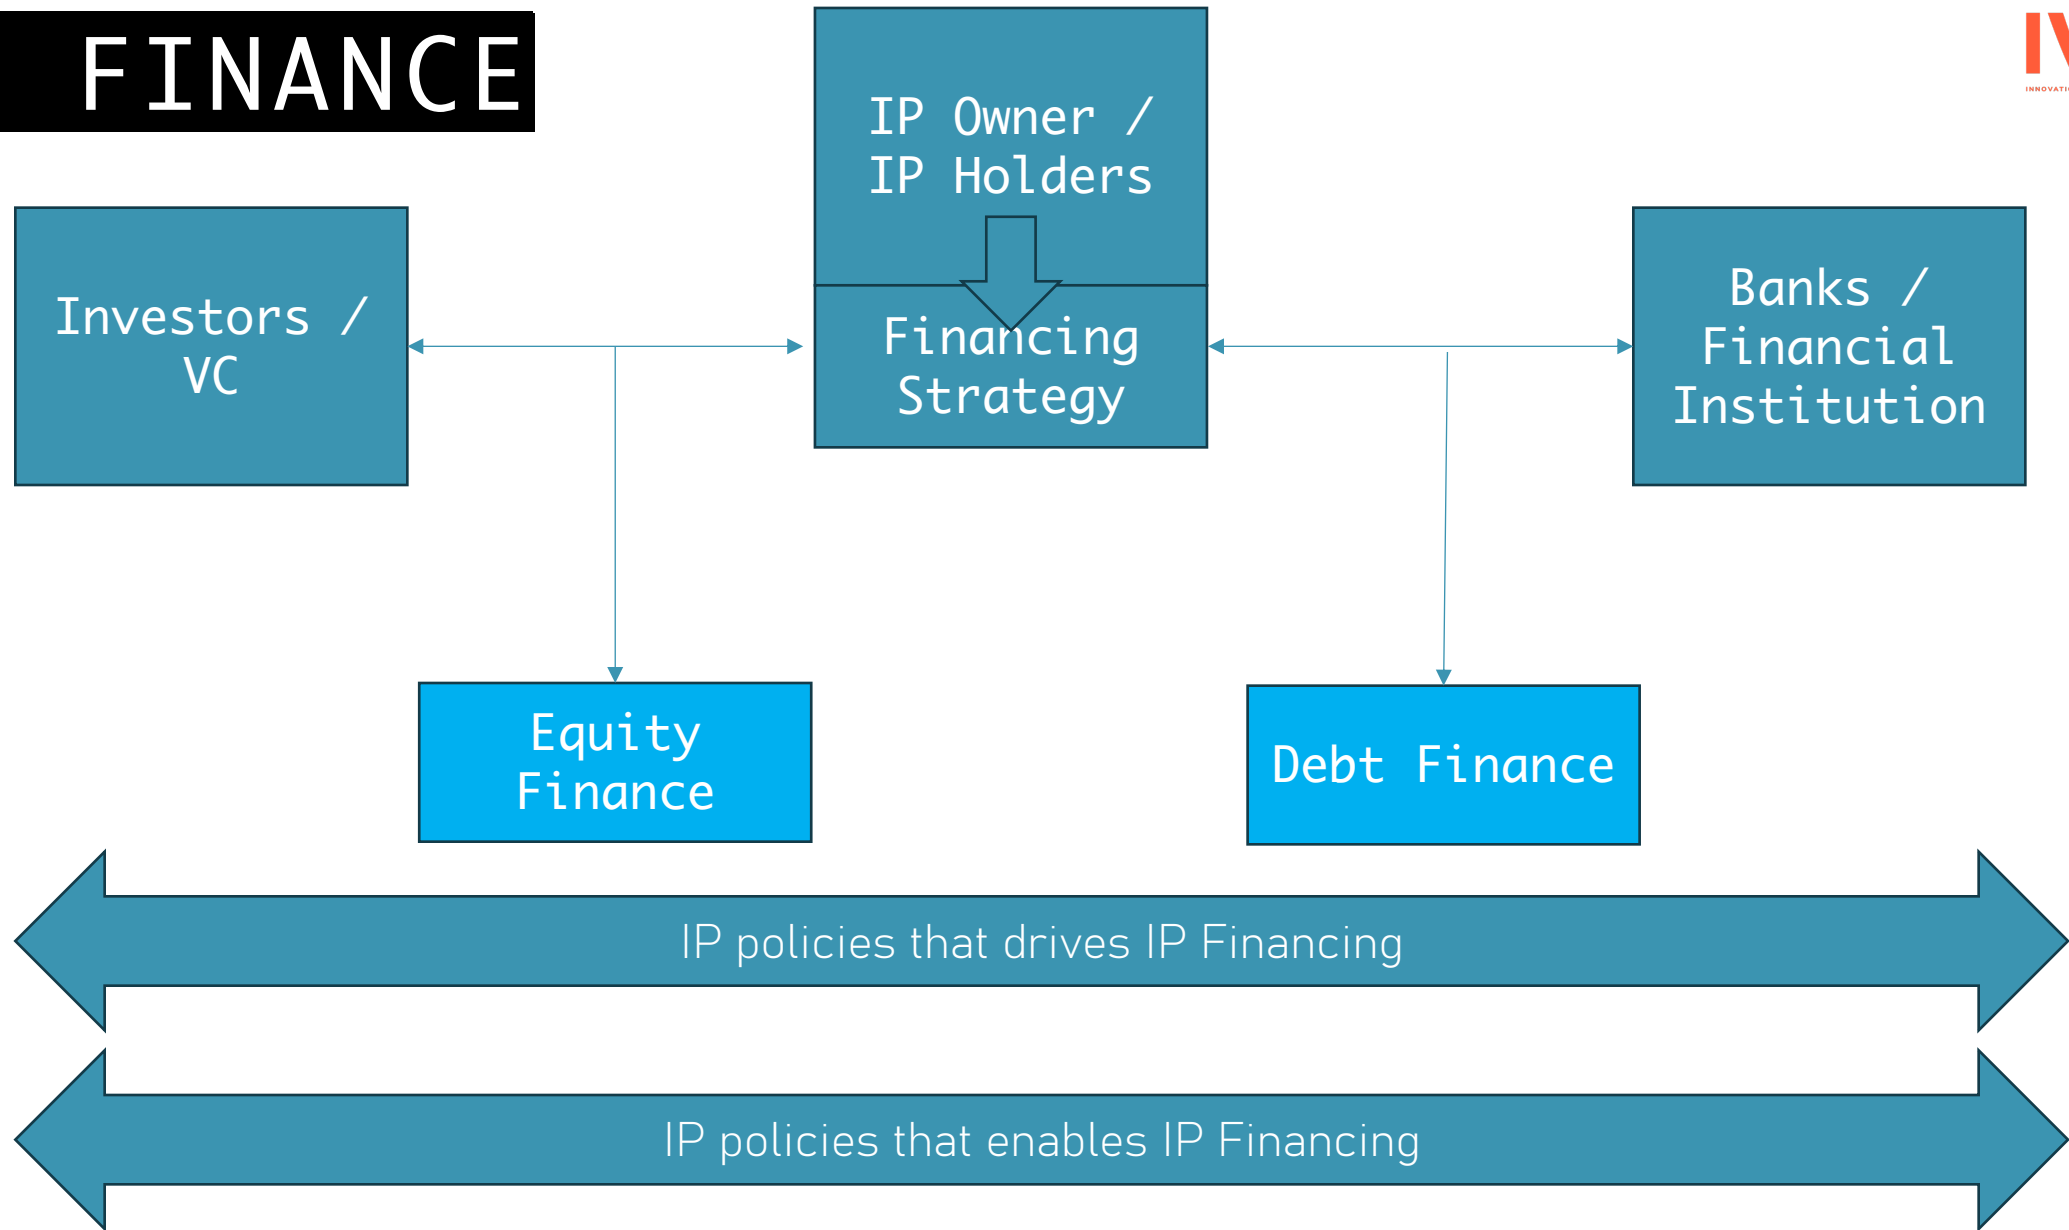 FINANCE
IP Owner /
IP Holders
Investors /
VC
Financing
Strategy
Banks /
Financial
Institution
Equity
Finance
Debt Finance
IP policies that drives IP Financing
IP policies that enables IP Financing